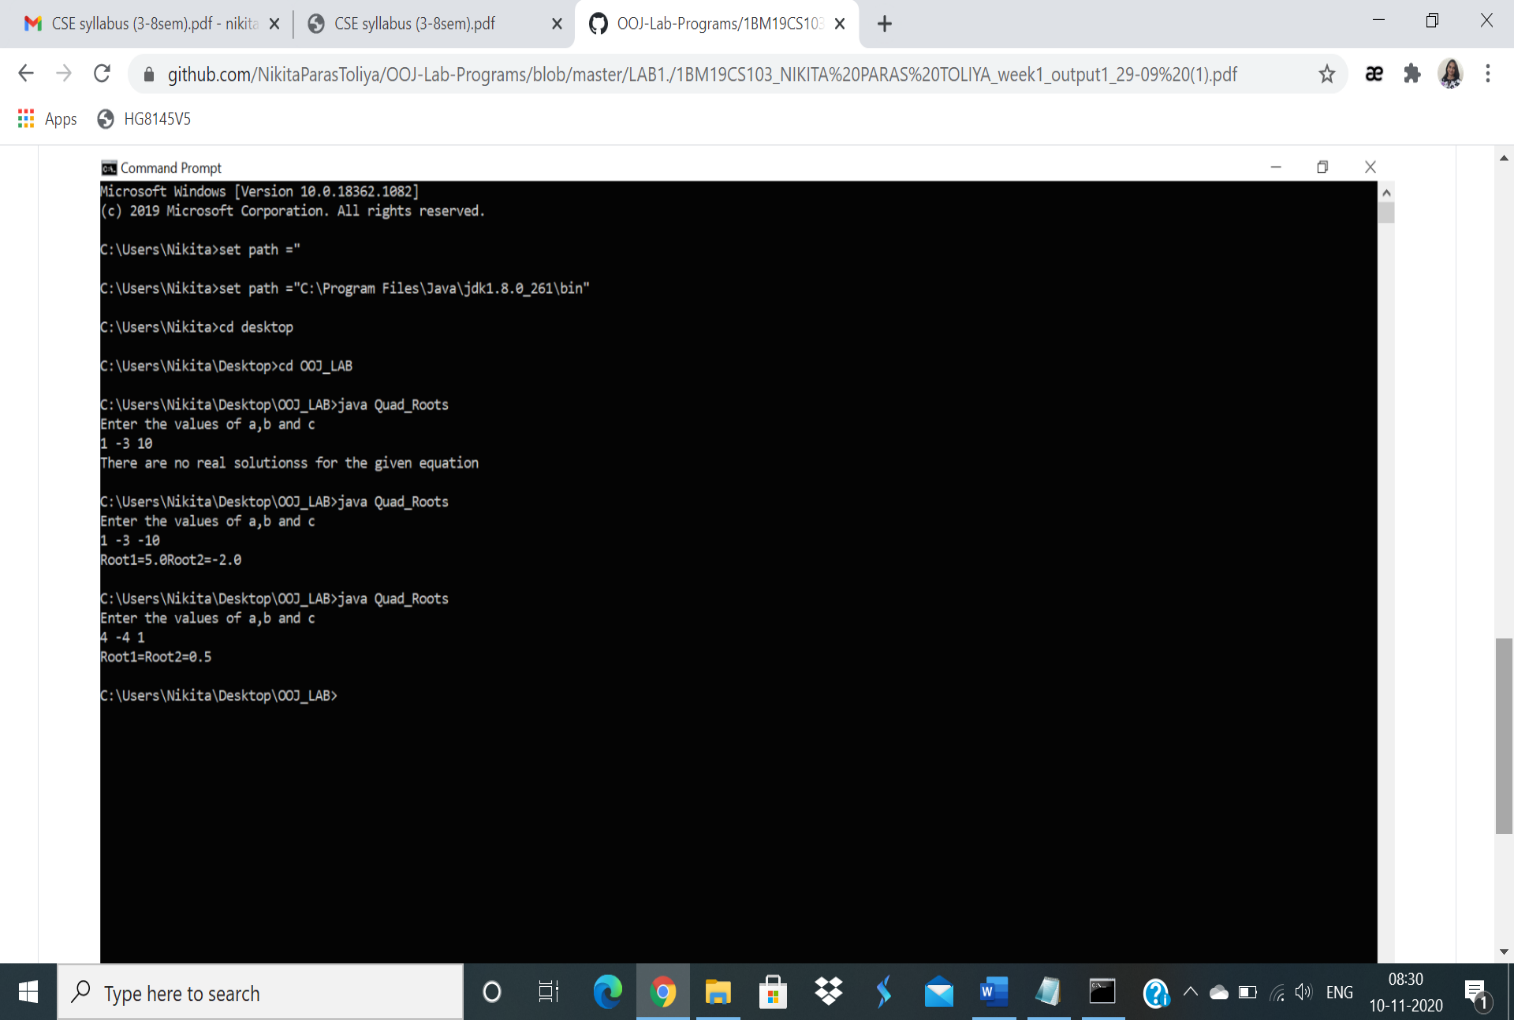 CSE syllabus (3-8sem).pdf - nikita
CSE syllabus (3-8sem).pdf
OOJ-Lab-Programs/1BM19CS103
github.com/NikitaParasToliya/OOJ-Lab-Programs/blob/master/LAB1./1BM19CS103_NIKITA%20PARAS%20TOLIYA_week1_output1_29-09%20(1).pdf
Apps
HG8145V5
Command Prompt
Microsoft Windows [Version 10.0.18362.1082]
(c) 2019 Microsoft Corporation. All rights reserved.
C:\Users\Nikita>set path ="
C:\Users\Nikita>set path ="C:\Program Files\Java\jdk1.8.0_261\bin"
C:\Users\Nikita>cd desktop
C:\Users\Nikita\Desktop>cd OOJ_LAB
C:\Users\Nikita\Desktop\OOJ_LAB>java Quad_Roots
Enter the values of a,b and c
1 -3 10
There are no real solutionss for the given equation
C:\Users\Nikita\Desktop\OOJ_LAB>java Quad_Roots
Enter the values of a,b and c
1 -3 -10
Root1=5.0Root2=-2.0
C:\Users\Nikita\Desktop\OOJ_LAB>java Quad_Roots
Enter the values of a,b and c
4 -4 1
Root1=Root2=0.5
C:\Users\Nikita\Desktop\OOJ_LAB>
Type here to search
ENG
08:30
10-11-2020
1